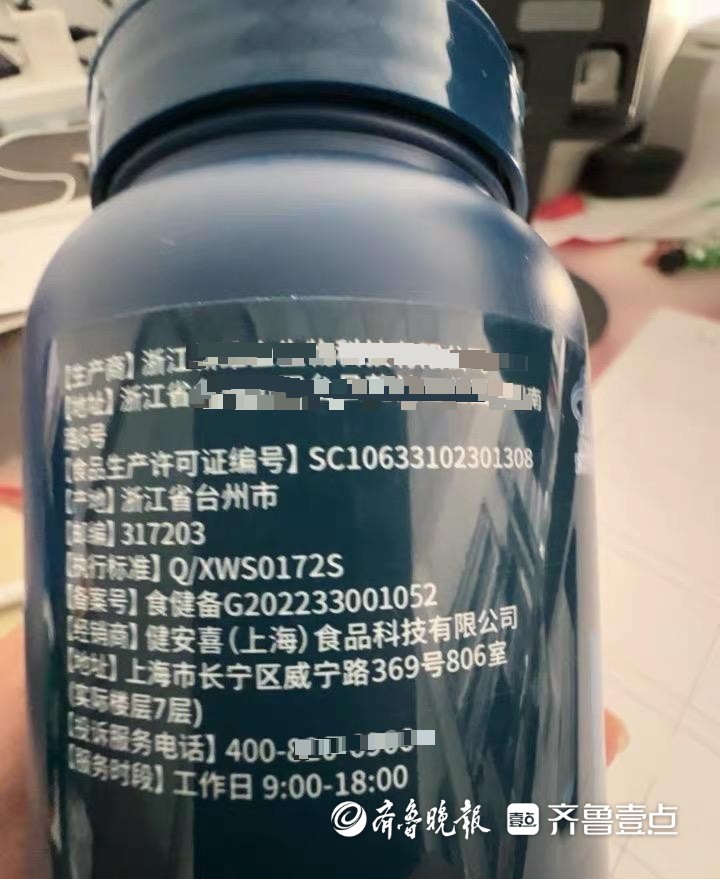 【生产商】浙江
【地址】浙江省
路6号
【食品生产许可证编号】SC10633102301308
【产地】浙江省台州市
【邮编】317203
【执行标准】Q/XWS0172S
【备案号】食健备G202233001052
【经销商】健安喜(上海)食品科技有限公司
【地址】上海市长宁区威宁路369号806室
(实际楼层7层)
【投诉服务电话】400-
【服务时段】工作日 9:00-18:00
齐鲁晚报 壹点 齐鲁壹点